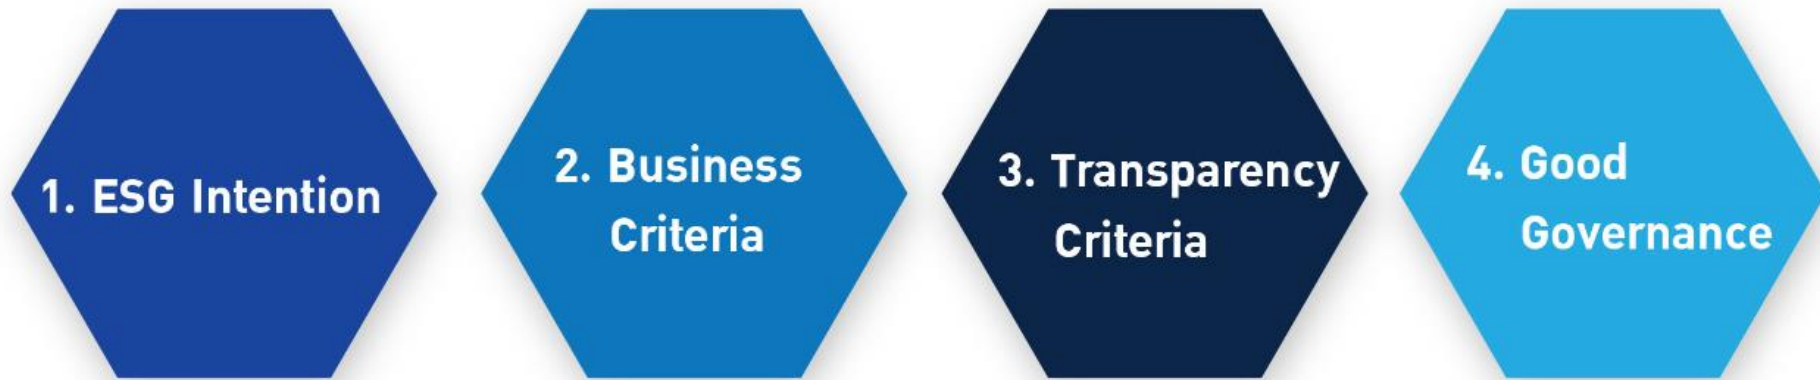 1. ESG Intention
2. Business
Criteria
3. Transparency
Criteria
4. Good
Governance